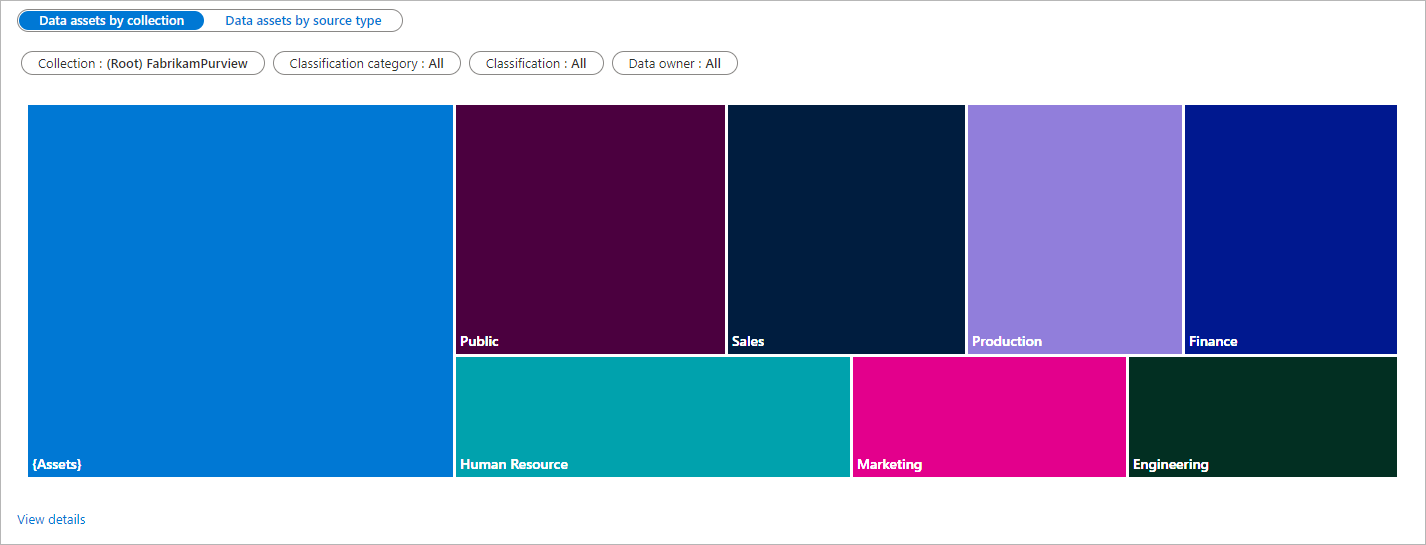 Data assets by collection Data assets by source type
Collection : (Root) FabrikamPurview Classification category : All Classification : All Data owner : All
Public Sales Production Finance
{Assets} Human Resource Marketing Engineering
View details